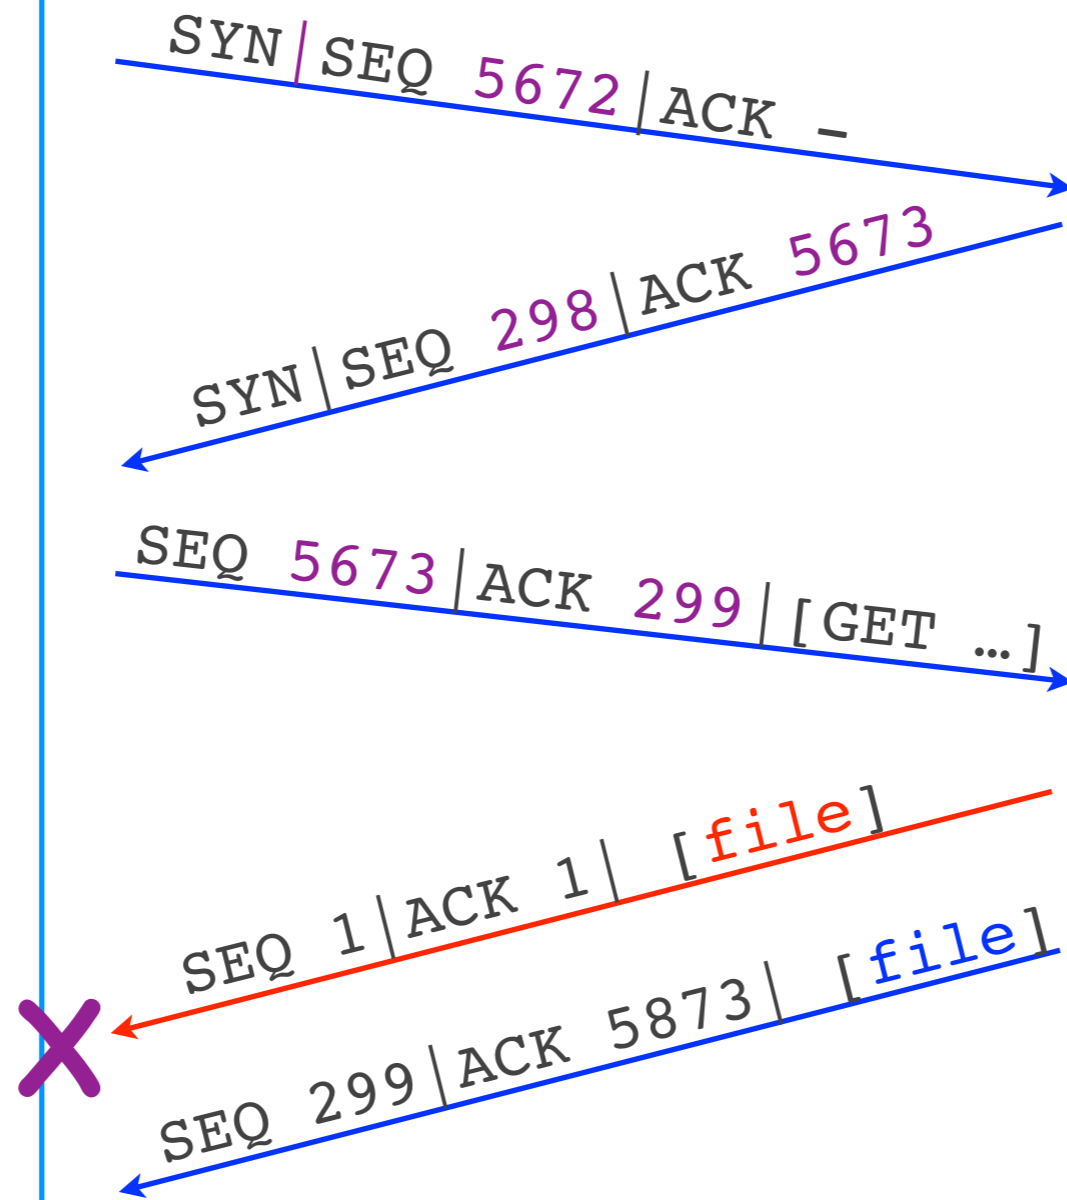 SYN|SEQ 5672|ACK –
SYN|SEQ 298|ACK 5673
SEQ 5673|ACK 299|[GET …]
SEQ 1|ACK 1| [file]
SEQ 299|ACK 5873| [file]